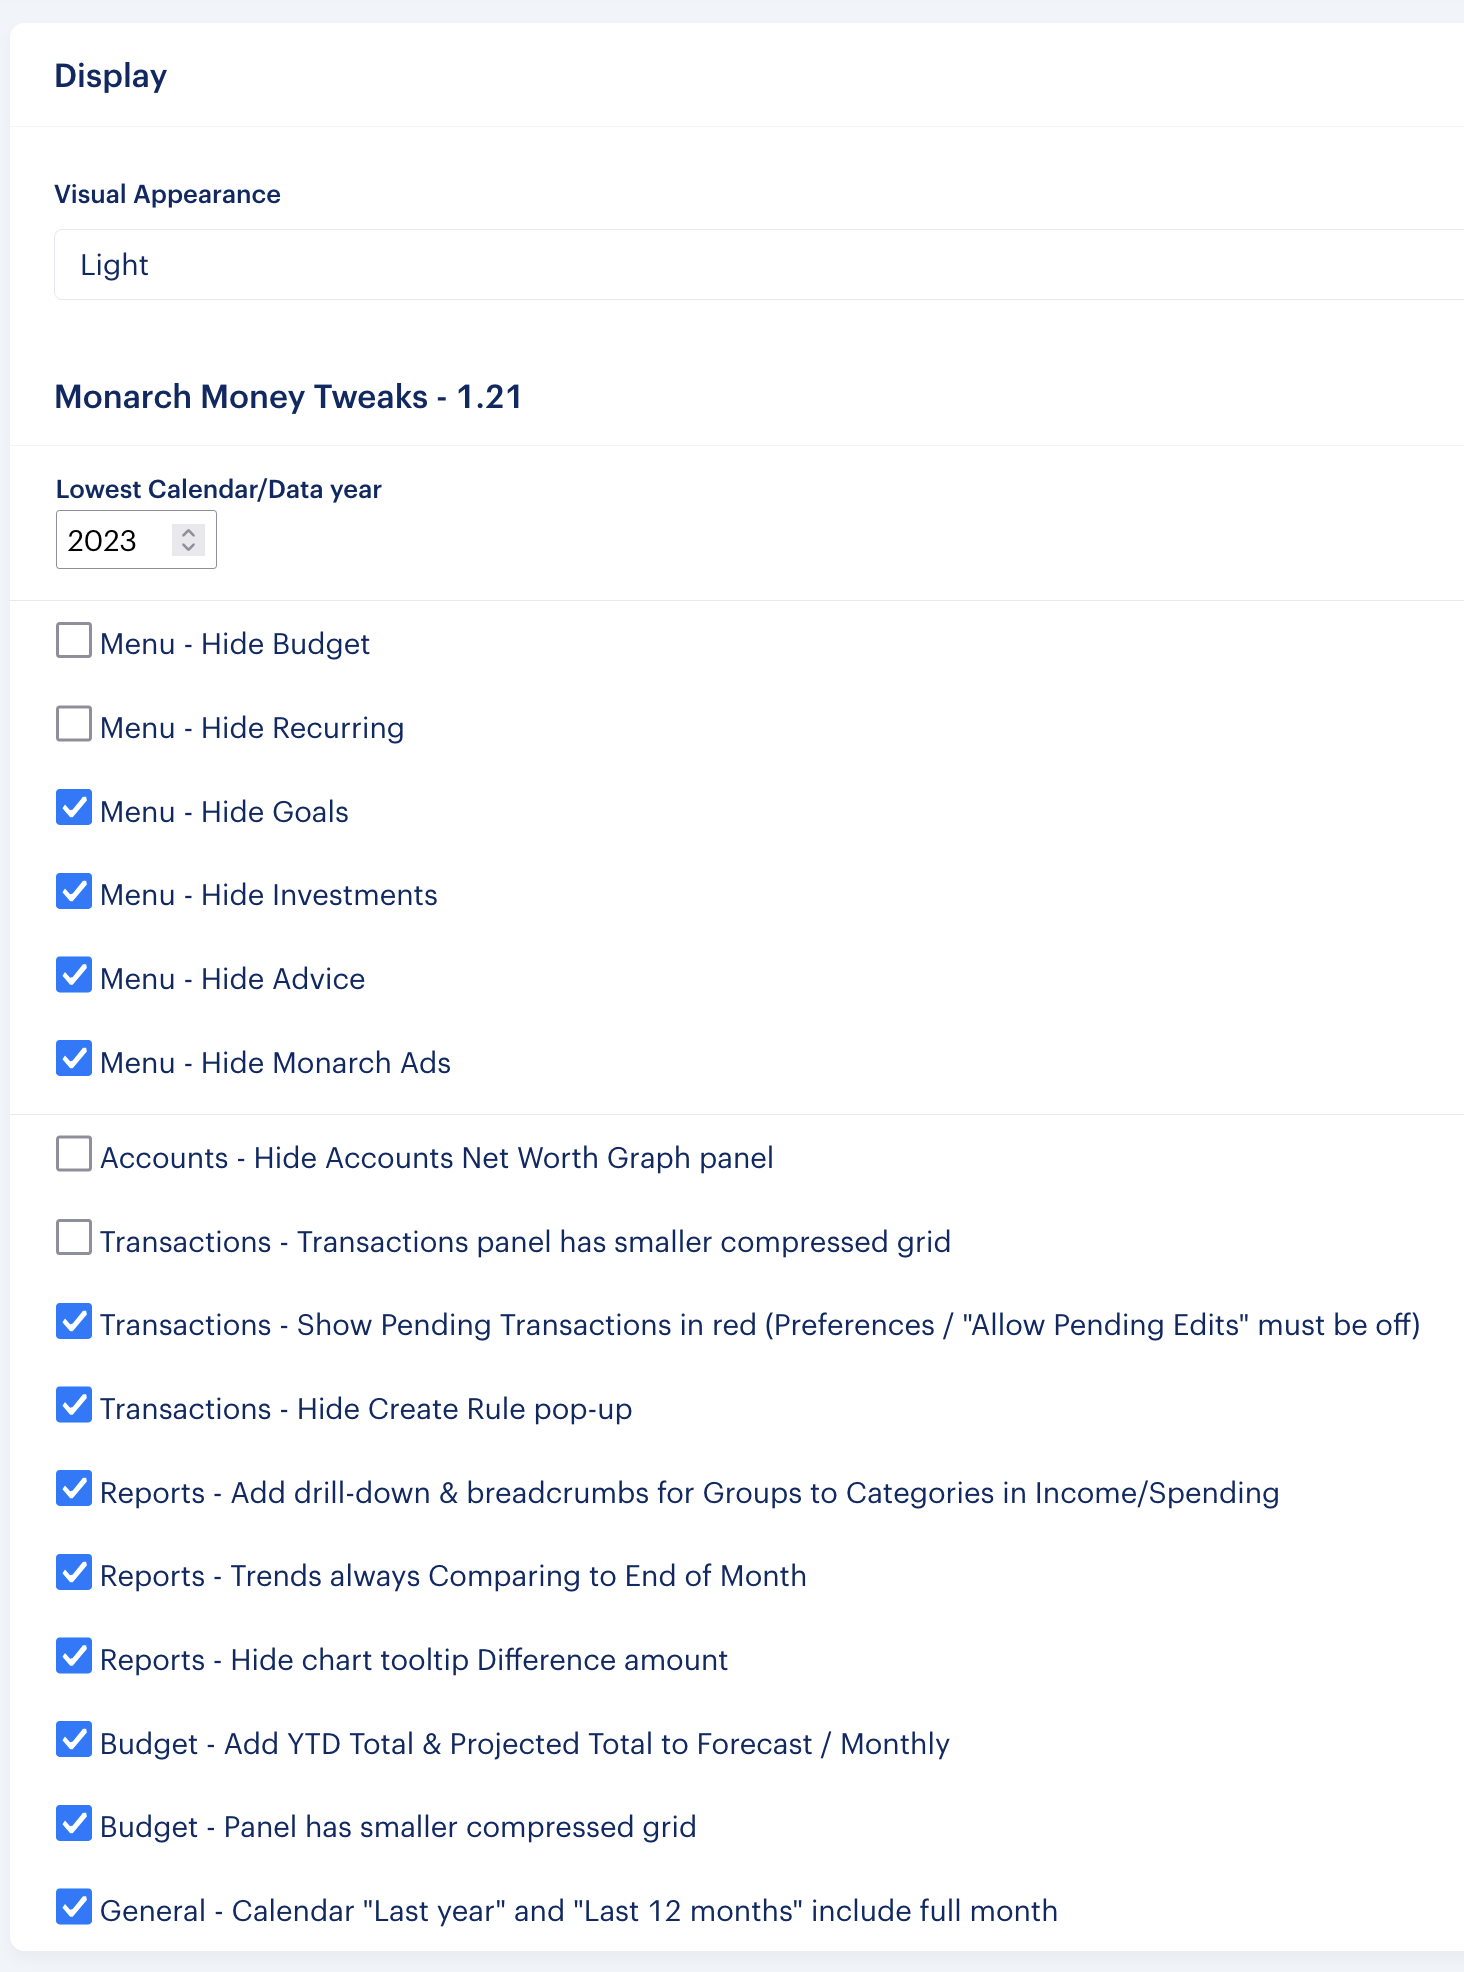 Display
Visual Appearance
Light
Monarch Money Tweaks - 1.21
Lowest Calendar/Data year
2023
Menu - Hide Budget
Menu - Hide Recurring
Menu - Hide Goals
Menu - Hide Investments
Menu - Hide Advice
Menu - Hide Monarch Ads
Accounts - Hide Accounts Net Worth Graph panel
Transactions - Transactions panel has smaller compressed grid
Transactions - Show Pending Transactions in red (Preferences / "Allow Pending Edits" must be off)
Transactions - Hide Create Rule pop-up
Reports - Add drill-down & breadcrumbs for Groups to Categories in Income/Spending
Reports - Trends always Comparing to End of Month
Reports - Hide chart tooltip Difference amount
Budget - Add YTD Total & Projected Total to Forecast / Monthly
Budget - Panel has smaller compressed grid
General - Calendar "Last year" and "Last 12 months" include full month